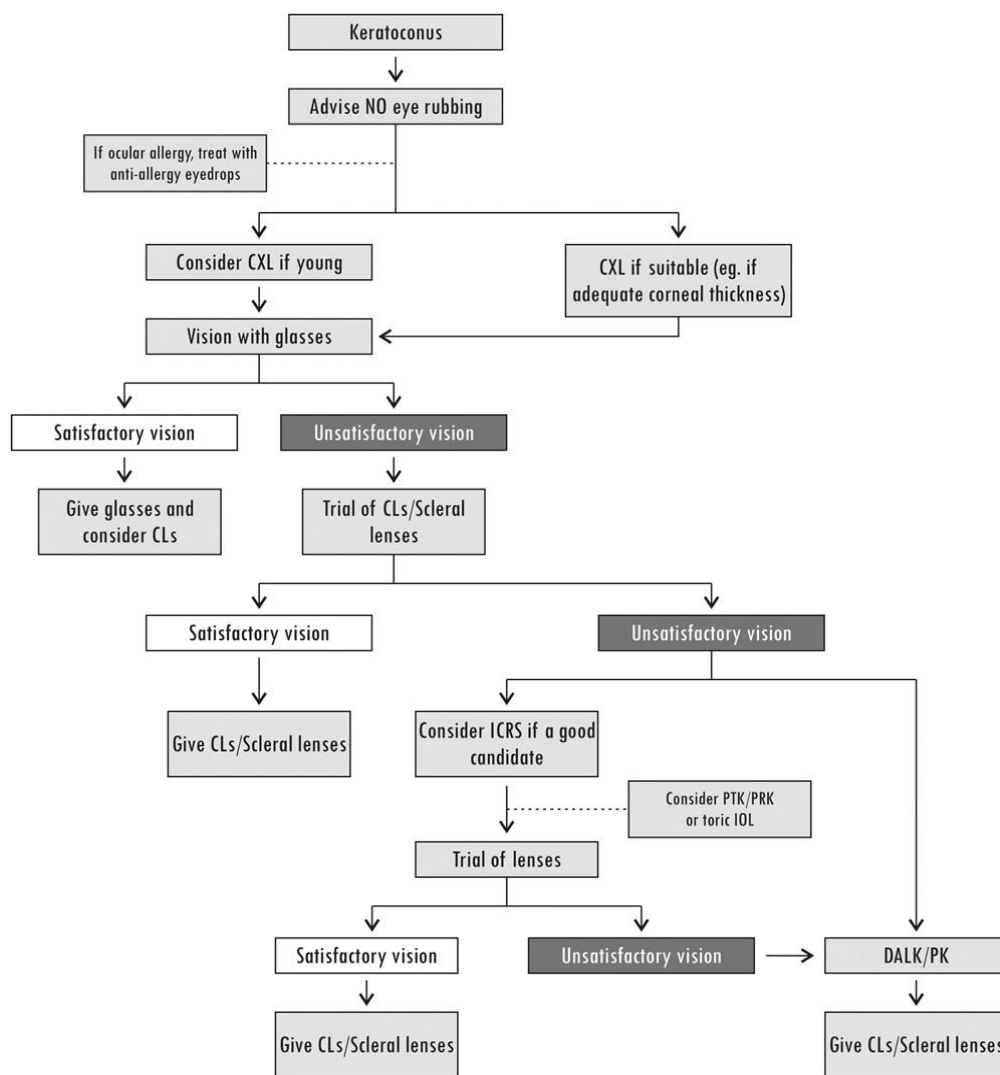 Keratoconus
Advise NO eye rubbing
If ocular allergy, treat with
anti-allergy eyedrops
Consider CXL if young
CXL if suitable (eg. if
adequate corneal thickness)
Vision with glasses
Satisfactory vision
Unsatisfactory vision
Give glasses and
consider CLs
Trial of CLs/Scleral
lenses
Satisfactory vision
Unsatisfactory vision
Give CLs/Scleral lenses
Consider ICRS if a good
candidate
Consider PTK/PRK
or toric IOL
Trial of lenses
Satisfactory vision
Unsatisfactory vision
DALK/PK
Give CLs/Scleral lenses
Give CLs/Scleral lenses